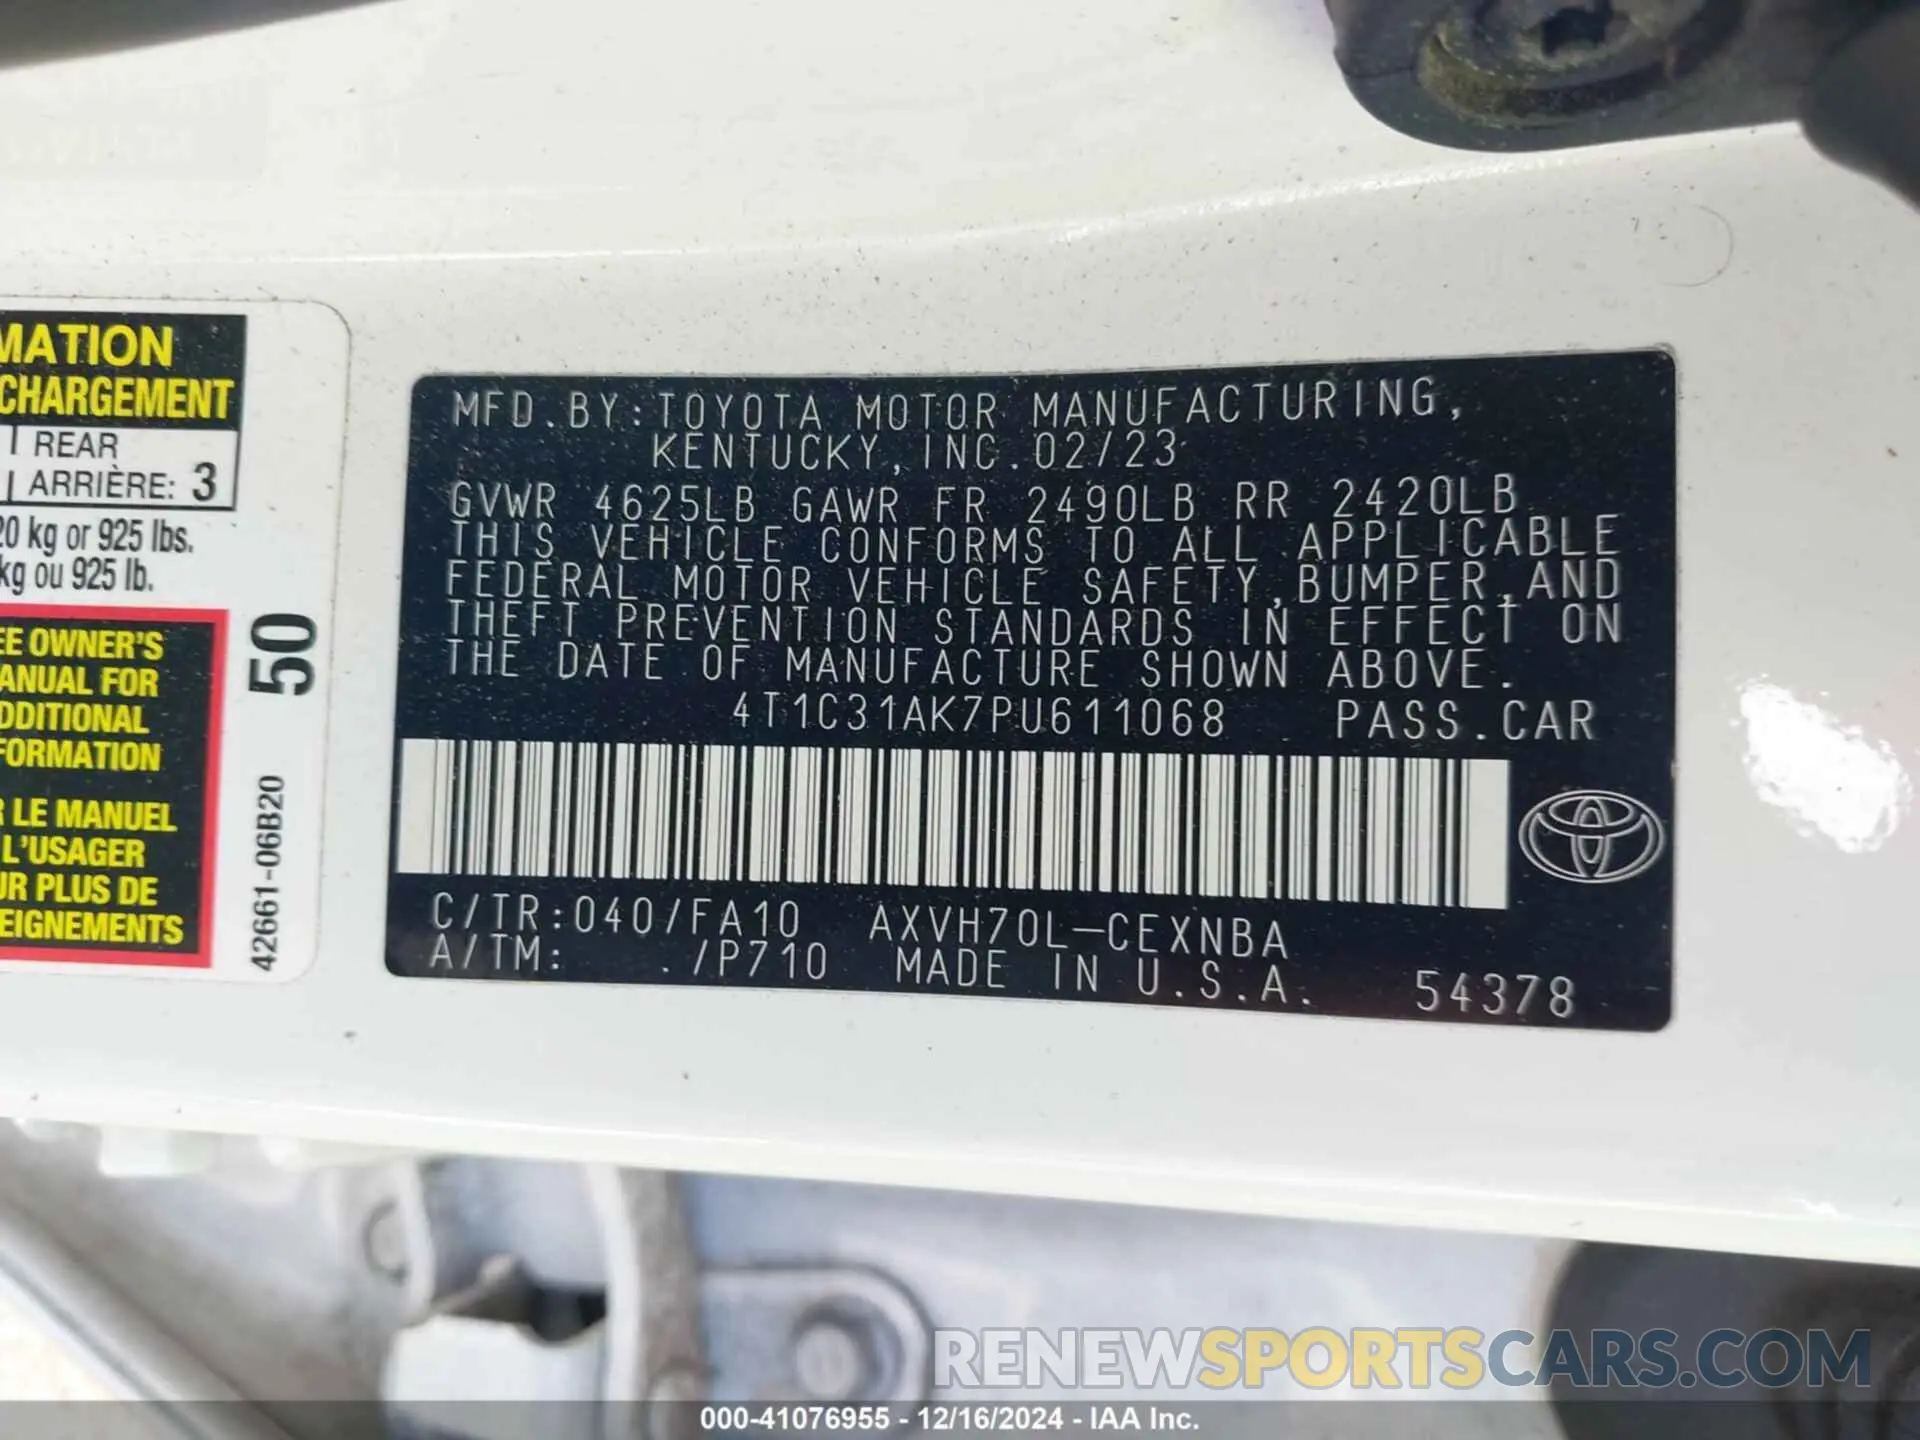 MATION
CHARGEMENT
REAR
ARRIÈRE: 3
20 kg or 925 lbs.
kg ou 925 lb.
EE OWNER'S
ANUAL FOR
DDITIONAL
FORMATION
R LE MANUEL
L'USAGER
UR PLUS DE
EIGNEMENTS
50
42661-06B20
MFD.BY:TOYOTA MOTOR MANUFACTURING,
KENTUCKY,INC.02/23
GVWR 4625LB GAWR FR 2490LB RR 2420LB
THIS VEHICLE CONFORMS TO ALL APPLICABLE
FEDERAL MOTOR VEHICLE SAFETY,BUMPER,AND
THEFT PREVENTION STANDARDS IN EFFECT ON
THE DATE OF MANUFACTURE SHOWN ABOVE.
4T1C31AK7PU611068 PASS.CAR
C/TR:040/FA10 AXVH70L-CEXNBA
A/TM: . /P710 MADE IN U.S.A. 54378
RENEWSPORTSCARS.COM
000-41076955 - 12/16/2024 - IAA Inc.